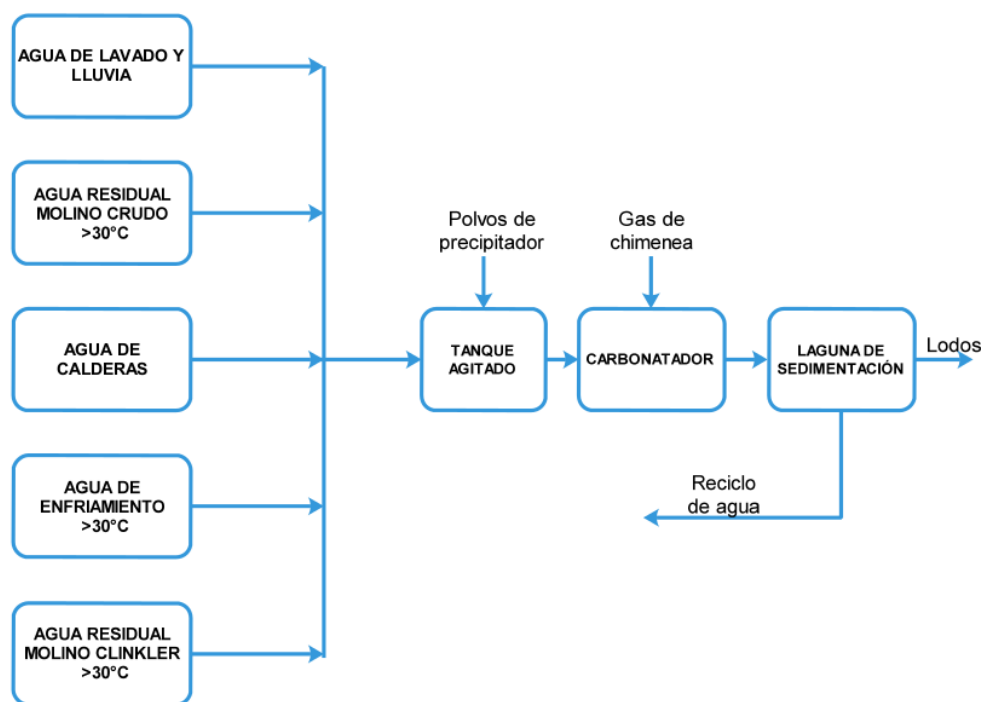 AGUA DE LAVADO Y
LLUVIA
AGUA RESIDUAL
MOLINO CRUDO
>30°C
AGUA DE
CALDERAS
AGUA DE
ENFRIAMIENTO
>30°C
AGUA RESIDUAL
MOLINO CLINKLER
>30°C
Polvos de
precipitador
Gas de
chimenea
TANQUE
AGITADO
CARBONATADOR
LAGUNA DE
SEDIMENTACIÓN
Lodos
Reciclo
de agua